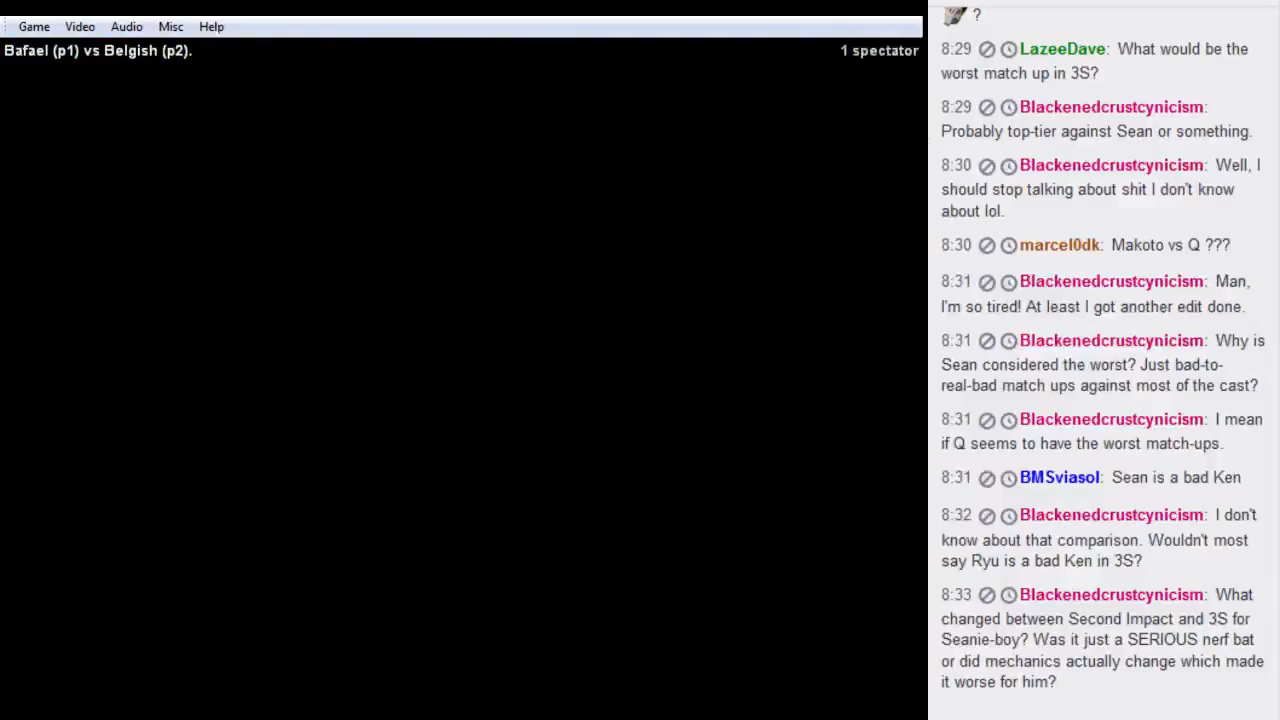 Game Video Audio Misc Help
Bafael (p1) vs Belgish (p2).
1 spectator
?
8:29 LazeeDave: What would be the
worst match up in 3S?
8:29 Blackenedcrustcynicism:
Probably top-tier against Sean or something.
8:30 Blackenedcrustcynicism: Well, I
should stop talking about shit I don't know
about lol.
8:30 marcel0dk: Makoto vs Q ???
8:31 Blackenedcrustcynicism: Man,
I'm so tired! At least I got another edit done.
8:31 Blackenedcrustcynicism: Why is
Sean considered the worst? Just bad-to-
real-bad match ups against most of the cast?
8:31 Blackenedcrustcynicism: I mean
if Q seems to have the worst match-ups.
8:31 BMSviasol: Sean is a bad Ken
8:32 Blackenedcrustcynicism: I don't
know about that comparison. Wouldn't most
say Ryu is a bad Ken in 3S?
8:33 Blackenedcrustcynicism: What
changed between Second Impact and 3S for
Seanie-boy? Was it just a SERIOUS nerf bat
or did mechanics actually change which made
it worse for him?